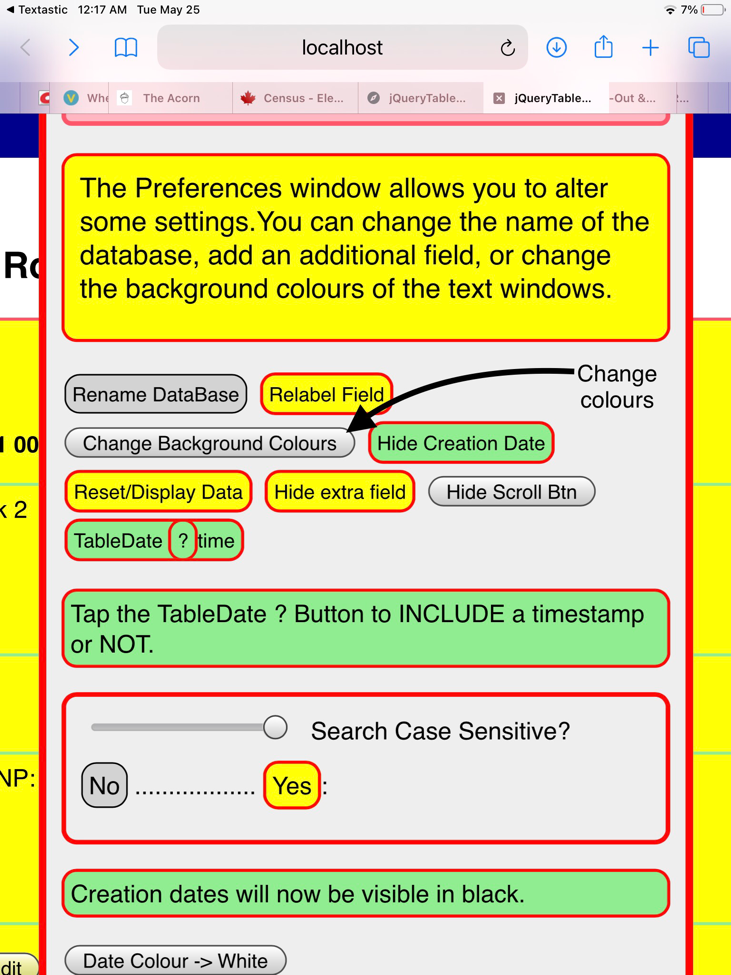 ◀ Textastic 12:17 AM Tue May 25 7%
localhost
Whe The Acorn Census - Ele... jQueryTable... jQueryTable... -Out &...
The Preferences window allows you to alter
some settings.You can change the name of the
database, add an additional field, or change
the background colours of the text windows.
Ro
Rename DataBase Relabel Field
Change
colours
Change Background Colours Hide Creation Date
00
Reset/Display Data Hide extra field Hide Scroll Btn
k 2
TableDate ? time
Tap the TableDate ? Button to INCLUDE a timestamp
or NOT.
Search Case Sensitive?
NP:
No .................. Yes :
Creation dates will now be visible in black.
Date Colour -> White
dit